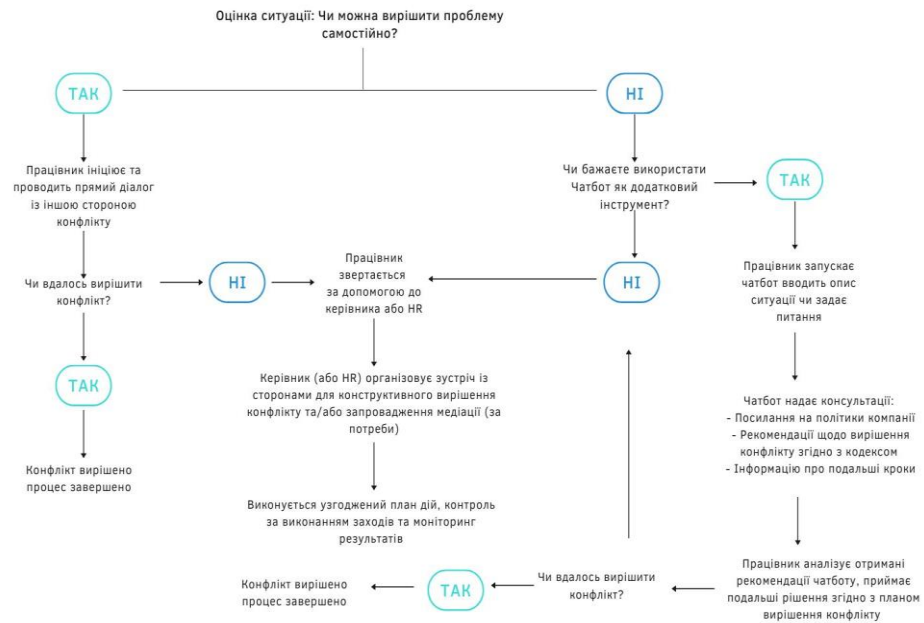 Оцінка ситуації: Чи можна вирішити проблему
самостійно?
ТАК
НІ
Працівник ініціює та
проводить прямий діалог
із іншою стороною
конфлікту
Чи бажаєте використати
Чатбот як додатковий
інструмент?
ТАК
Чи вдалось вирішити
конфлікт?
НІ
Працівник
звертається
за допомогою до
керівника або HR
НІ
Працівник запускає
чатбот вводить опис
ситуації чи задає
питання
ТАК
Керівник (або HR) організовує зустріч із
сторонами для конструктивного вирішення
конфлікту та/або запровадження медіації (за
потреби)
Чатбот надає консультації:
- Посилання на політики компанії
- Рекомендації щодо вирішення
конфлікту згідно з кодексом
- Інформацію про подальші кроки
Конфлікт вирішено
процес завершено
Виконується узгоджений план дій, контроль
за виконанням заходів та моніторинг
результатів
Працівник аналізує отримані
рекомендації чатботу, приймає
подальші рішення згідно з планом
вирішення конфлікту
Чи вдалось вирішити
конфлікт?
ТАК
Конфлікт вирішено
процес завершено